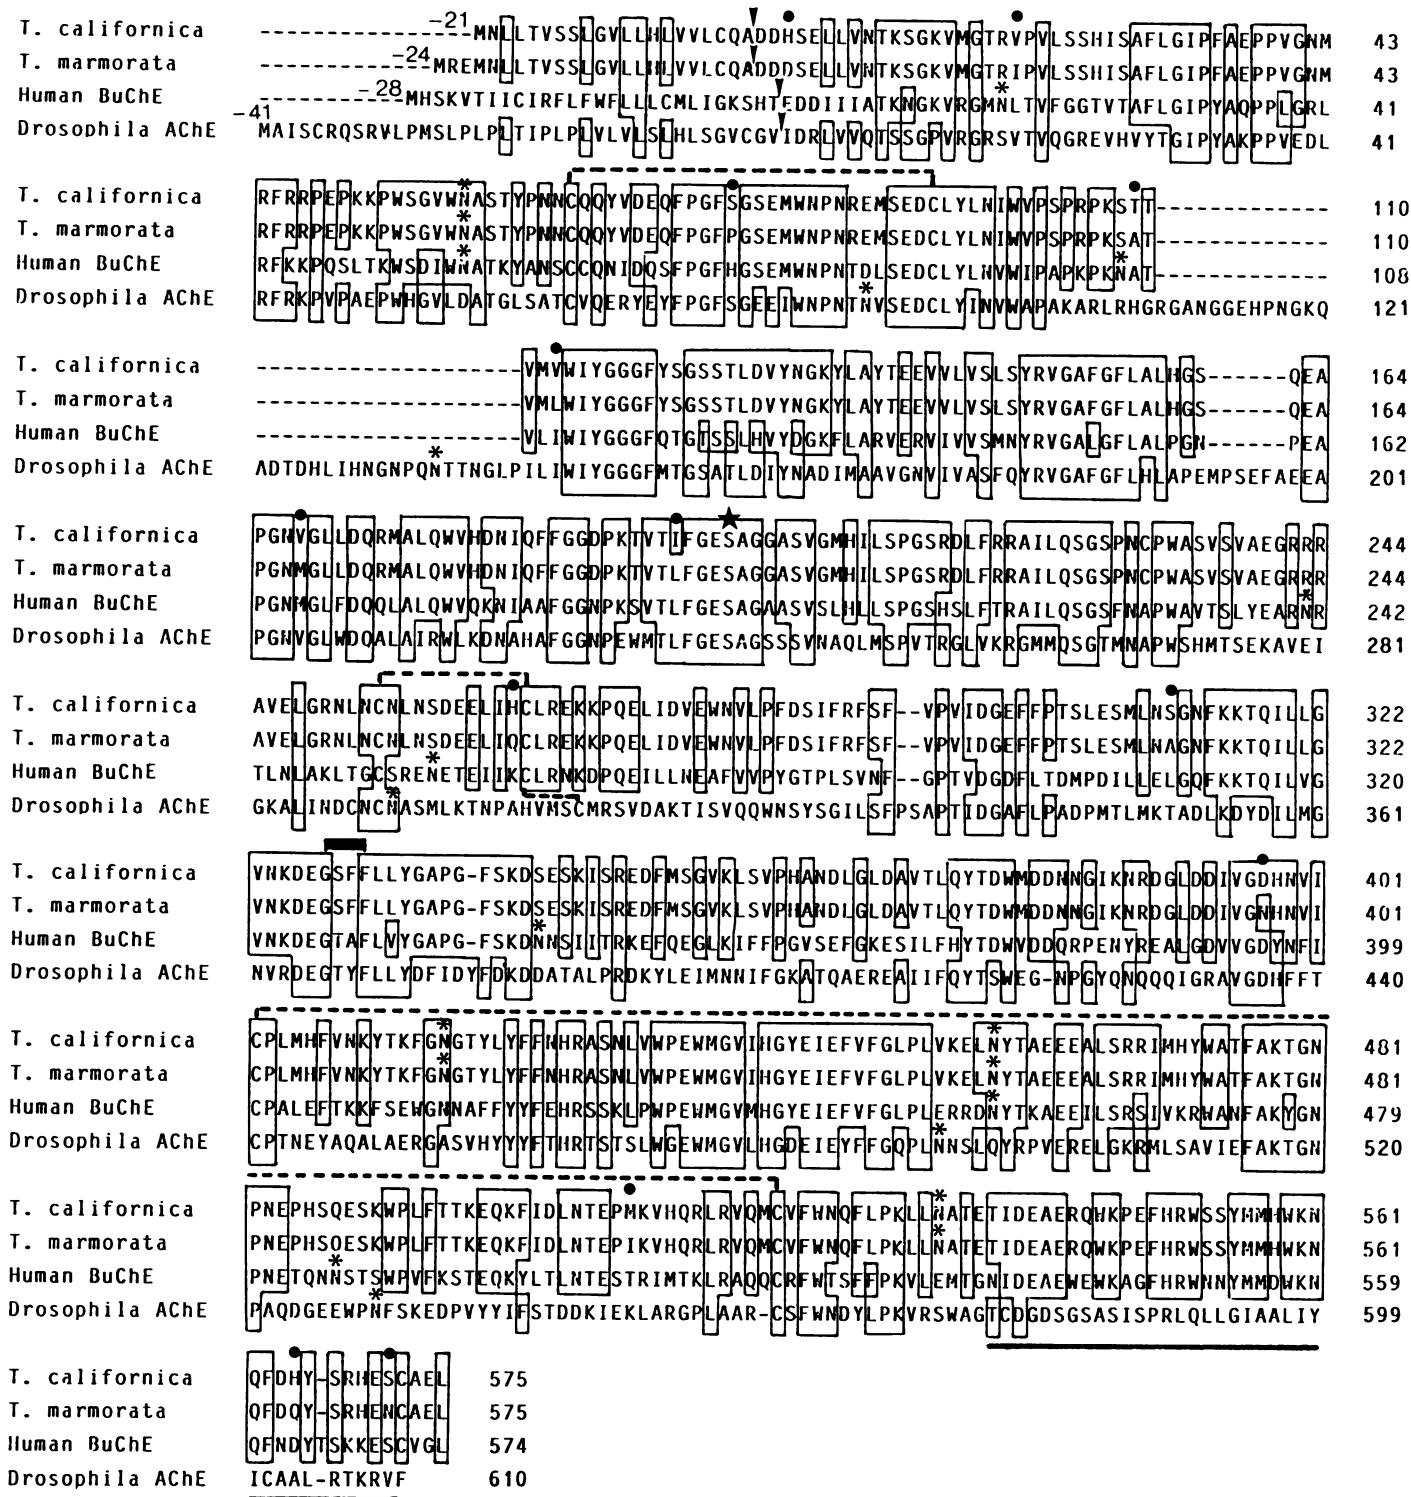 -21
T. californica ----------------MNLLTVSSLGVLLHLVVLCQADDHSELLVNTKSGKVMGTRVPVLSSHISAFLGIPFAEPPVGNM 43
-24
T. marmorata -------------MREMNLLTVSSLGVLLNLVVLCQADDDSELLVNTKSGKVMGTRIPVLSSHISAFLGIPFAEPPVGNM 43
-28
Human BuChE -----------MHSKVTIICIRFLFWFLLLCMLIGKSHTEDDIIIATKNGKVRGMNLTVFGGTVTAFLGIPYAQPPLGRL 41
-41
Drosophila AChE MAISCRQSRVLPMSLPLPLTIPLPLVLVLSLHLSGVCGVIDRLVVQTSSGPVRGRSVTVQGREVHVYTGIPYAKPPVEDL 41
T. californica RFRRPEPKKPWSGVWNASTYPNNCQQYVDEQFPGFSGSEMWNPNREMSEDCLYLNIWVPSPRPKSTT------------- 110
T. marmorata RFRRPEPKKPWSGVWNASTYPNNCQQYVDEQFPGFPGSEMWNPNREMSEDCLYLNIWVPSPRPKSAT------------- 110
Human BuChE RFKKPQSLTKWSDIWNATKYANSCCQNIDQSFPGFHGSEMWNPNTDLSEDCLYLNVWIPAPKPKNAT------------- 108
Drosophila AChE RFRKPVPAEPWHGVLDATGLSATCVQERYEYFPGFSGEEIWNPNTNVSEDCLYINVWAPAKARLRHGRGANGGEHPNGKQ 121
T. californica --------------------VMVWIYGGGFYSGSSTLDVYNGKYLAYTEEVVLVSLSYRVGAFGFLALHGS------QEA 164
T. marmorata --------------------VMLWIYGGGFYSGSSTLDVYNGKYLAYTEEVVLVSLSYRVGAFGFLALHGS------QEA 164
Human BuChE --------------------VLIWIYGGGFQTGTSSLHVYDGKFLARVERVIVVSMNYRVGALGFLALPGN------PEA 162
Drosophila AChE ADTDHLIHNGNPQNTTNGLPILIWIYGGGFMTGSATLDIYNADIMAAVGNVIVASFQYRVGAFGFLHLAPEMPSEFAEEA 201
T. californica PGNVGLLDQRMALQWVHDNIQFFGGDPKTVTIFGESAGGASVGMHILSPGSRDLFRRAILQSGSPNCPWASVSVAEGRRR 244
T. marmorata PGNMGLLDQRMALQWVHDNIQFFGGDPKTVTLFGESAGGASVGMHILSPGSRDLFRRAILQSGSPNCPWASVSVAEGRRR 244
Human BuChE PGNMGLFDQQLALQWVQKNIAAFGGNPKSVTLFGESAGAASVSLHLLSPGSHSLFTRAILQSGSFNAPWAVTSLYEARNR 242
Drosophila AChE PGNVGLWDQALAIRWLKDNAHAFGGNPEWMTLFGESAGSSSVNAQLMSPVTRGLVKRGMMQSGTMNAPWSHMTSEKAVEI 281
T. californica AVELGRNLNCNLNSDEELIHCLREKKPQELIDVEWNVLPFDSIFRFSF--VPVIDGEFFPTSLESMLNSGNFKKTQILLG 322
T. marmorata AVELGRNLNCNLNSDEELIQCLREKKPQELIDVEWNVLPFDSIFRFSF--VPVIDGEFFPTSLESMLNAGNFKKTQILLG 322
Human BuChE TLNLAKLTGCSRENETEIIKCLRNKDPQEILLNEAFVVPYGTPLSVNF--GPTVDGDFLTDMPDILLELGQFKKTQILVG 320
Drosophila AChE GKALINDCNCNASMLKTNPAHVMSCMRSVDAKTISVQQWNSYSGILSFPSAPTIDGAFLPADPMTLMKTADLKDYDILMG 361
T. californica VNKDEGSFFLLYGAPG-FSKDSESKISREDFMSGVKLSVPHANDLGLDAVTLQYTDWMDDNNGIKNRDGLDDIVGDHNVI 401
T. marmorata VNKDEGSFFLLYGAPG-FSKDSESKISREDFMSGVKLSVPHANDLGLDAVTLQYTDWMDDNNGIKNRDGLDDIVGNHNVI 401
Human BuChE VNKDEGTAFLVYGAPG-FSKDNNSIITRKEFQEGLKIFFPGVSEFGKESILFHYTDWVDDQRPENYREALGDVVGDYNFI 399
Drosophila AChE NVRDEGTYFLLYDFIDYFDKDDATALPRDKYLEIMNNIFGKATQAEREAIIFQYTSWEG-NPGYQNQQQIGRAVGDHFFT 440
T. californica CPLMHFVNKYTKFGNGTYLYFFNHRASNLVWPEWMGVIHGYEIEFVFGLPLVKELNYTAEEEALSRRIMHYWATFAKTGN 481
T. marmorata CPLMHFVNKYTKFGNGTYLYFFNHRASNLVWPEWMGVIHGYEIEFVFGLPLVKELNYTAEEEALSRRIMHYWATFAKTGN 481
Human BuChE CPALEFTKKFSEWGNNAFFYYFEHRSSKLPWPEWMGVMHGYEIEFVFGLPLERRDNYTKAEEILSRSIVKRWANFAKYGN 479
Drosophila AChE CPTNEYAQALAERGASVHYYYFTHRTSTSLWGEWMGVLHGDEIEYFFGQPLNNSLQYRPVERELGKRMLSAVIEFAKTGN 520
T. californica PNEPHSQESKWPLFTTKEQKFIDLNTEPMKVHQRLRVQMCVFWNQFLPKLLNATETIDEAERQWKPEFHRWSSYMMHWKN 561
T. marmorata PNEPHSQESKWPLFTTKEQKFIDLNTEPIKVHQRLRVQMCVFWNQFLPKLLNATETIDEAERQWKPEFHRWSSYMMHWKN 561
Human BuChE PNETQNNSTSWPVFKSTEQKYLTLNTESTRIMTKLRAQQCRFWTSFFPKVLEMTGNIDEAEWEWKAGFHRWNNYMMDWKN 559
Drosophila AChE PAQDGEEWPNFSKEDPVYYIFSTDDKIEKLARGPLAAR-CSFWNDYLPKVRSWAGTCDGDSGSASISPRLQLLGIAALIY 599
T. californica QFDHY-SRHESCAEL 575
T. marmorata QFDQY-SRHENCAEL 575
Human BuChE QFNDYTSKKESCVGL 574
Drosophila AChE ICAAL-RTKRVF 610